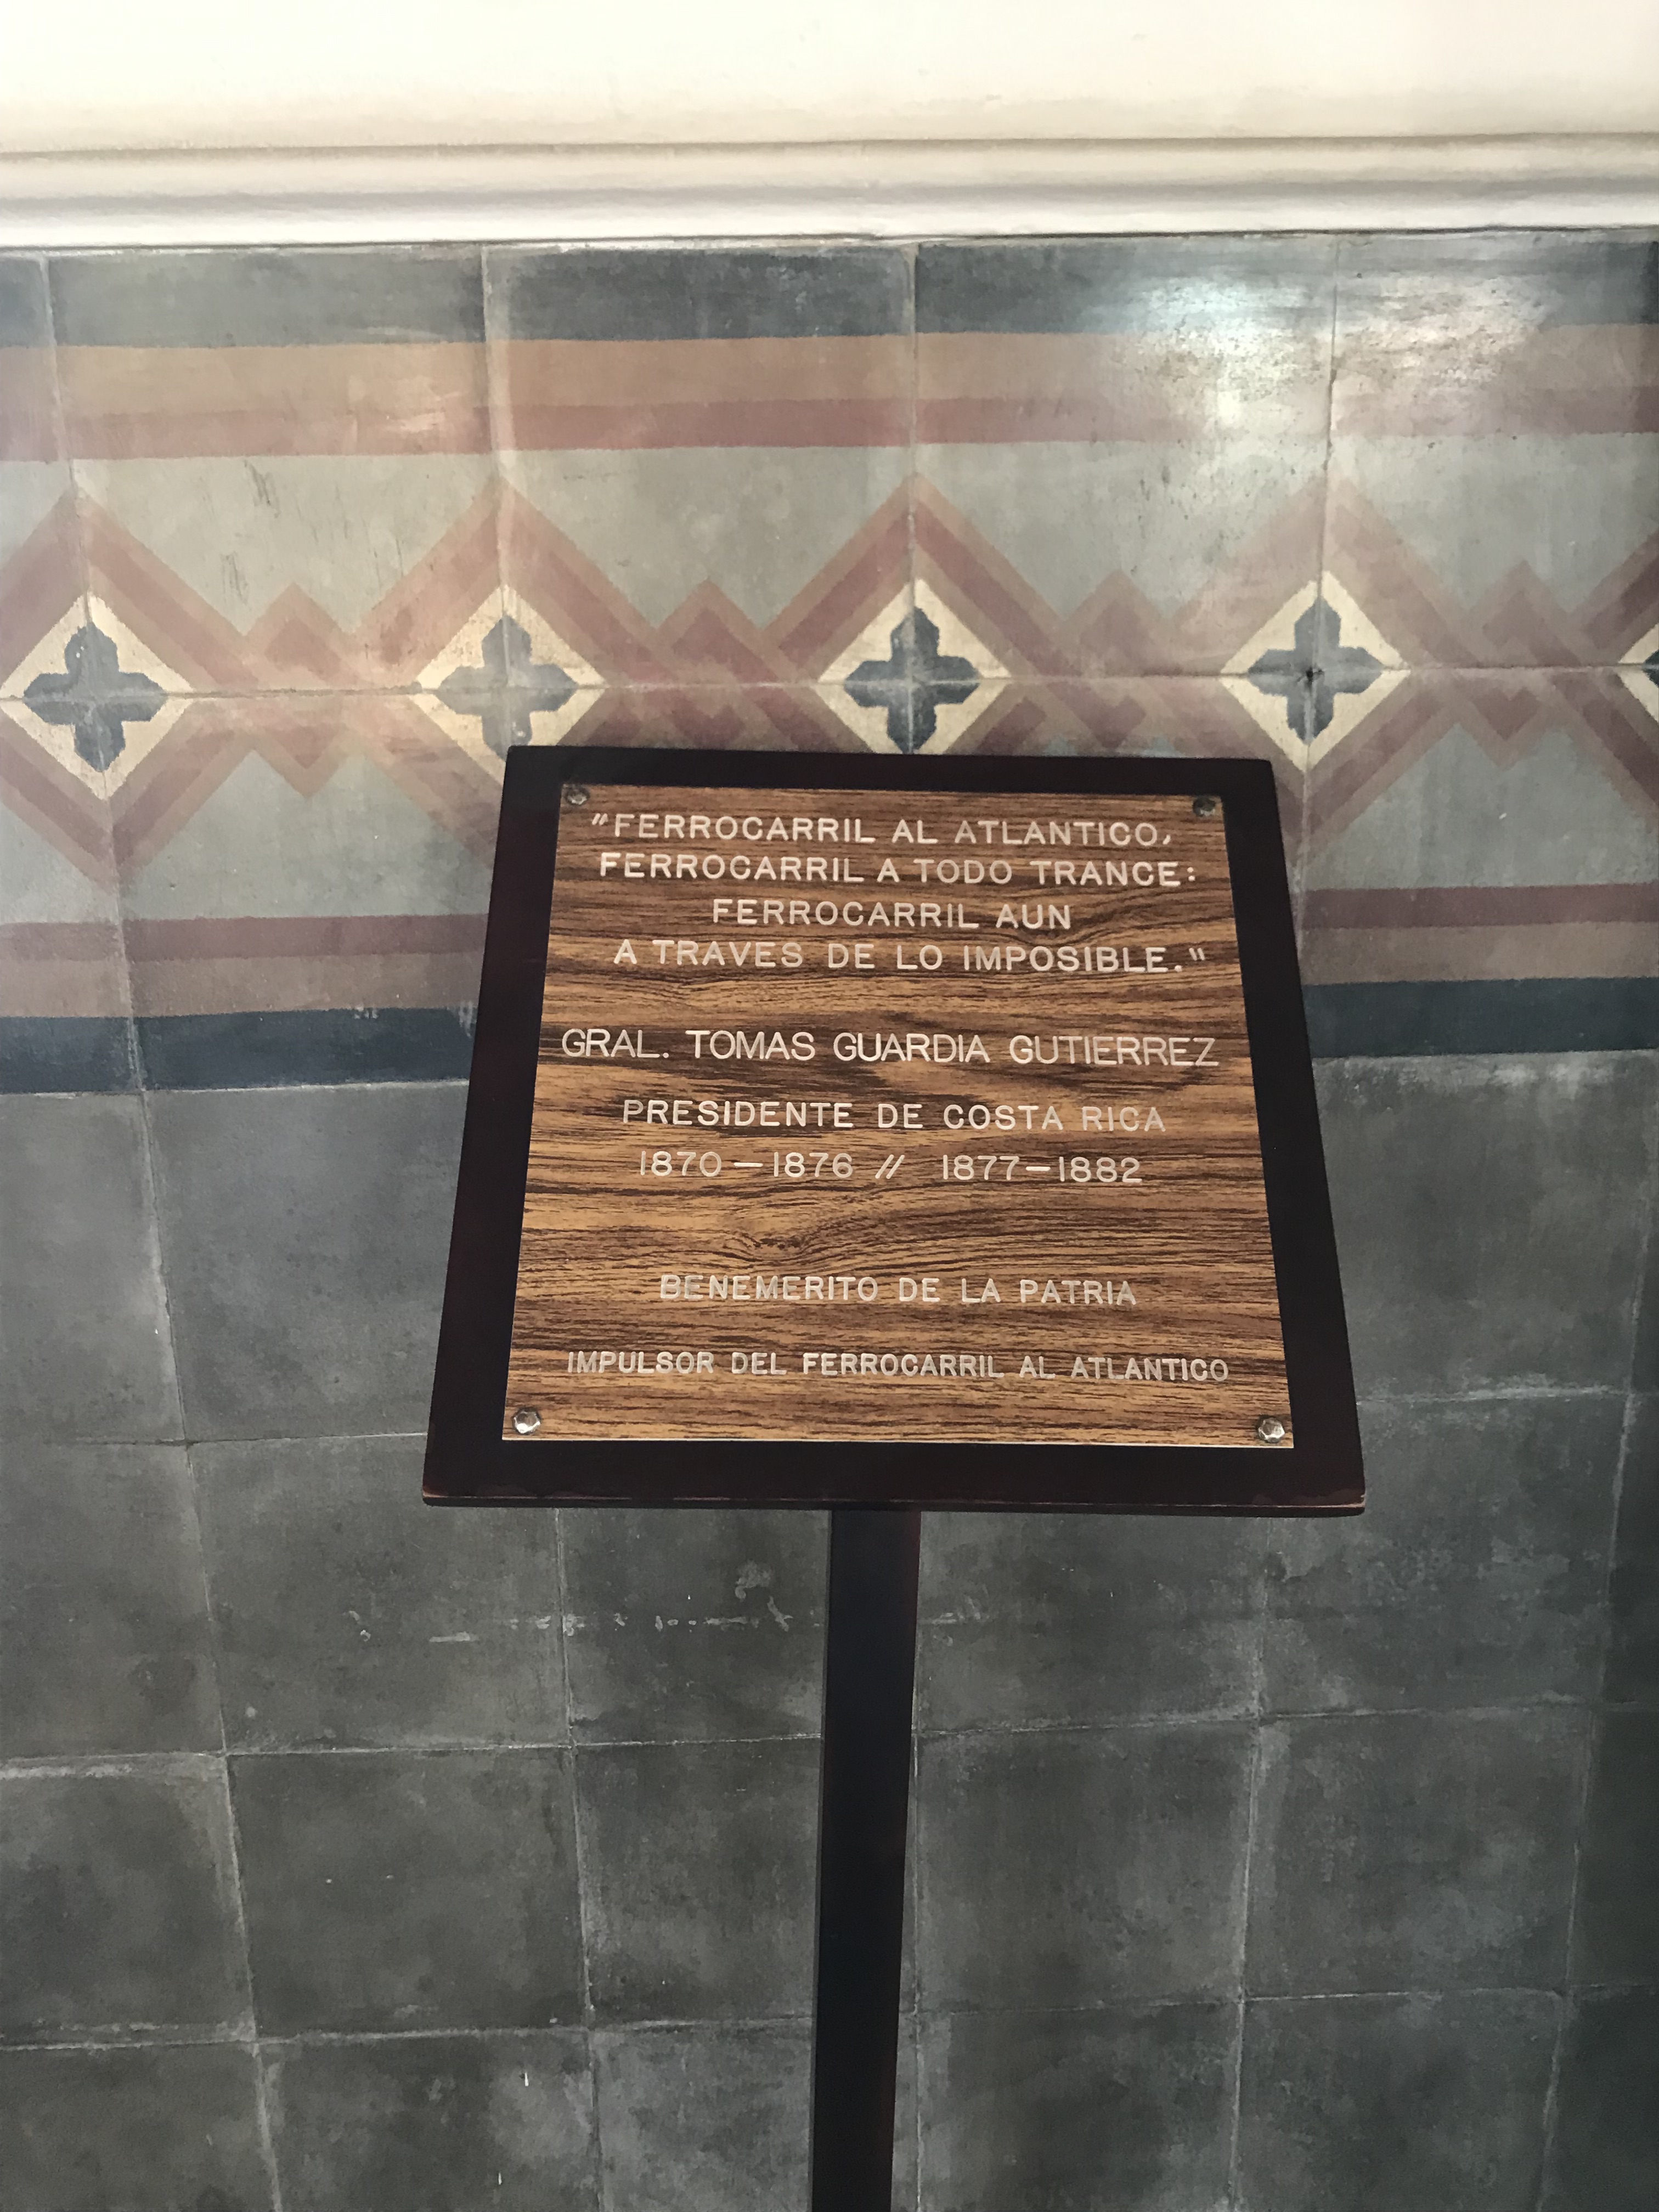 "FERROCARRIL AL ATLANTICO,
FERROCARRIL A TODO TRANCE:
FERROCARRIL AUN
A TRAVES DE LO IMPOSIBLE."
GRAL. TOMAS GUARDIA GUTIERREZ
PRESIDENTE DE COSTA RICA
1870-1876 // 1877-1882
BENEMERITO DE LA PATRIA
IMPULSOR DEL FERROCARRIL AL ATLANTICO